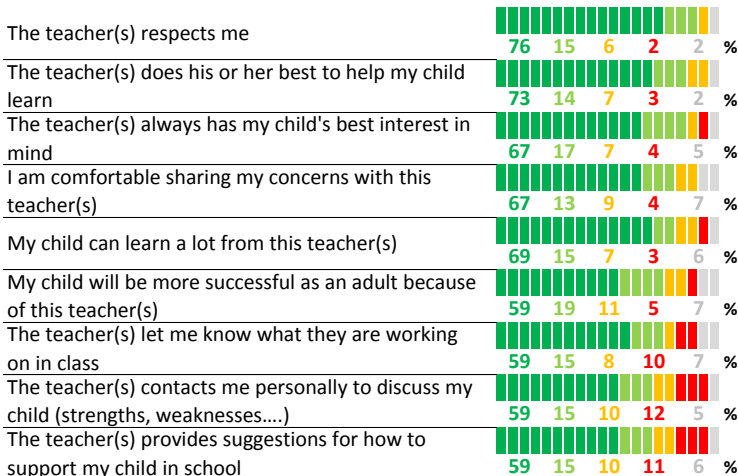 The teacher(s) respects me
76 15 6 2 2 %
The teacher(s) does his or her best to help my child
learn
73 14 7 3 2 %
The teacher(s) always has my child's best interest in
mind
67 17 7 4 5 %
I am comfortable sharing my concerns with this
teacher(s)
67 13 9 4 7 %
My child can learn a lot from this teacher(s)
69 15 7 3 6 %
My child will be more successful as an adult because
of this teacher(s)
59 19 11 5 7 %
The teacher(s) let me know what they are working
on in class
59 15 8 10 7 %
The teacher(s) contacts me personally to discuss my
child (strengths, weaknesses....)
59 15 10 12 5 %
The teacher(s) provides suggestions for how to
support my child in school
59 15 10 11 6 %